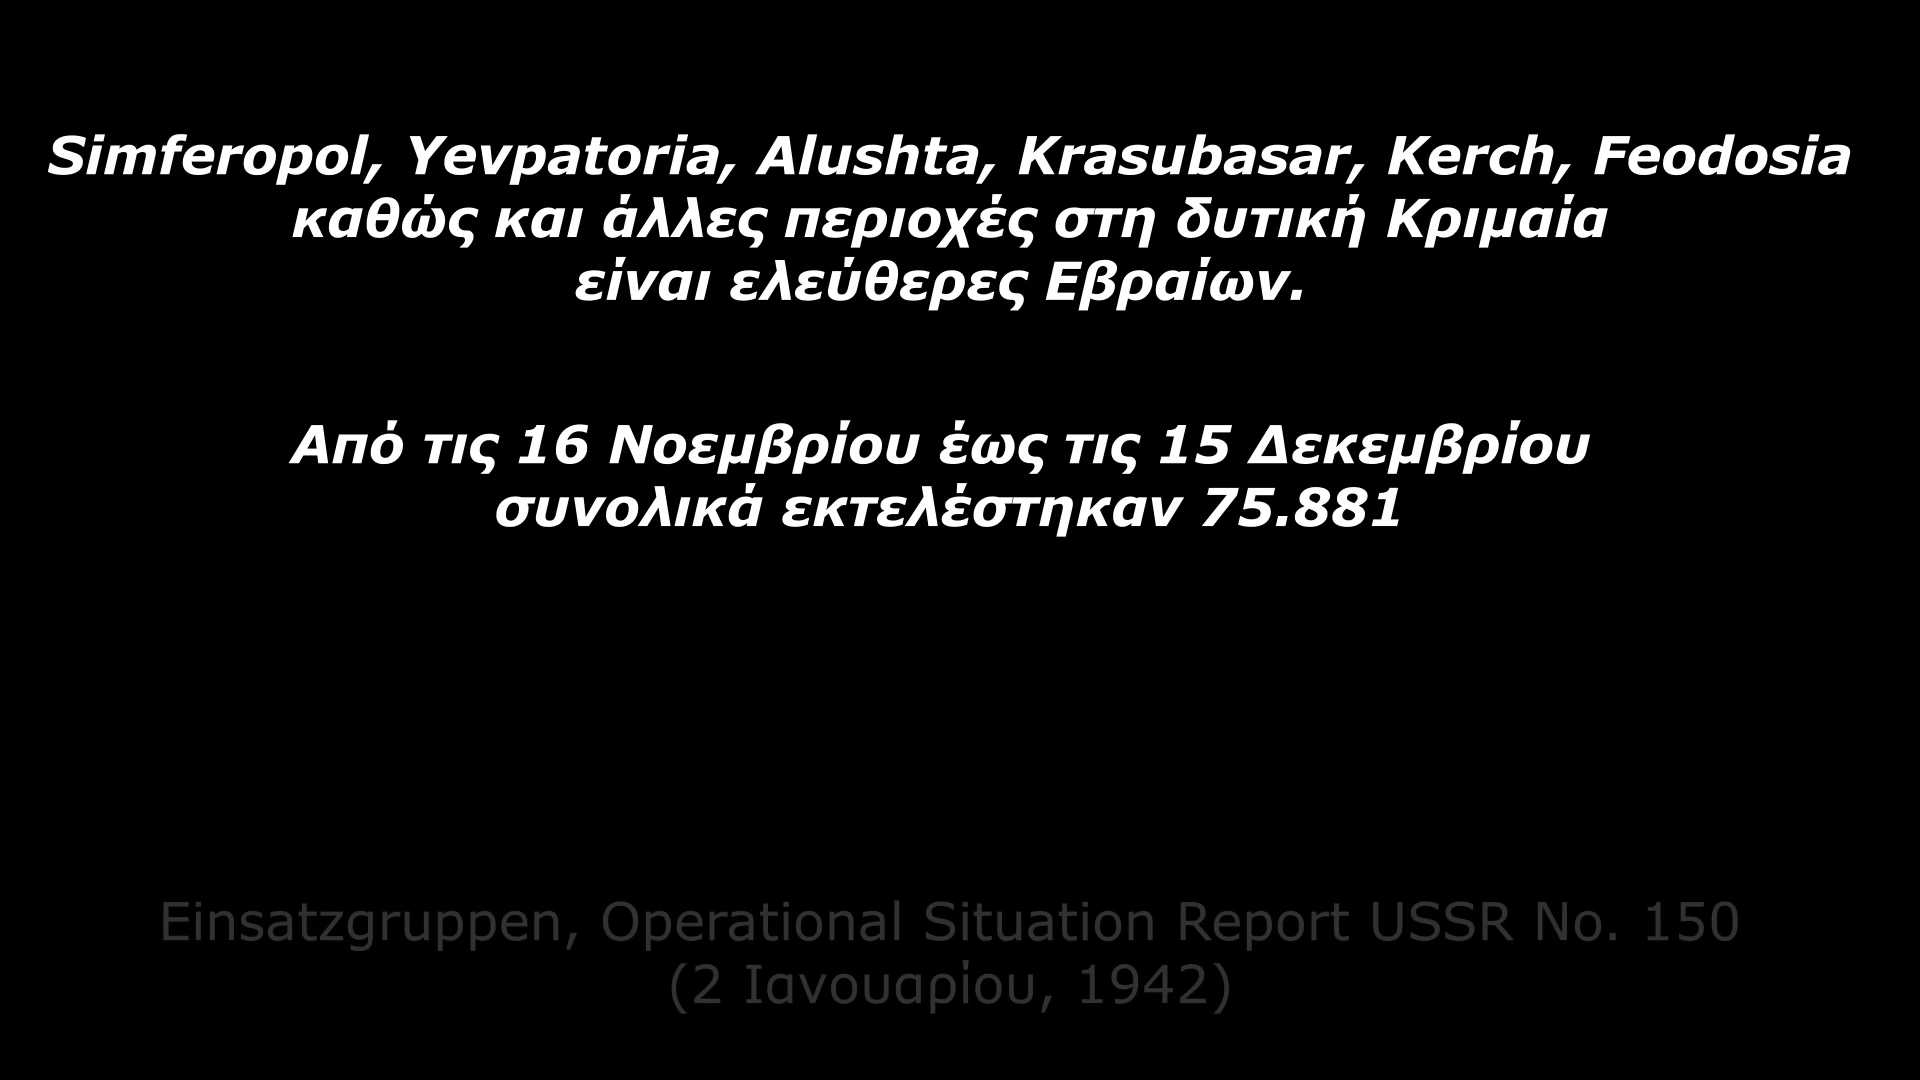 Simferopol, Yevpatoria, Alushta, Krasubasar, Kerch, Feodosia
καθώς και άλλες περιοχές στη δυτική Κριμαία
είναι ελεύθερες Εβραίων.
Από τις 16 Νοεμβρίου έως τις 15 Δεκεμβρίου
συνολικά εκτελέστηκαν 75.881
Einsatzgruppen, Operational Situation Report USSR No. 150
(2 Ιανουαρίου, 1942)